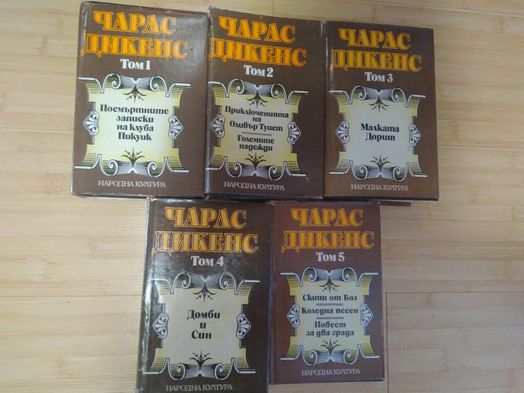 ЧАРЛС
ДИКЕНС
Том 1
Посмъртните
записки
на клуба
Пикуик
НАРОДНА КУЛТУРА
ЧАРЛС
ДИКЕНС
Том 2
Приключенията
на
Оливър Туист
Големите
надежди
НАРОДНА КУЛТУРА
ЧАРЛС
ДИКЕНС
Том 3
Малката
Дорит
НАРОДНА КУЛТУРА
ЧАРЛС
ДИКЕНС
Том 4
Домби
и
Син
НАРОДНА КУЛТУРА
ЧАРЛС
ДИКЕНС
Том 5
Скици от Боз
Коледна песен
Повест
за два града
НАРОДНА КУЛТУРА